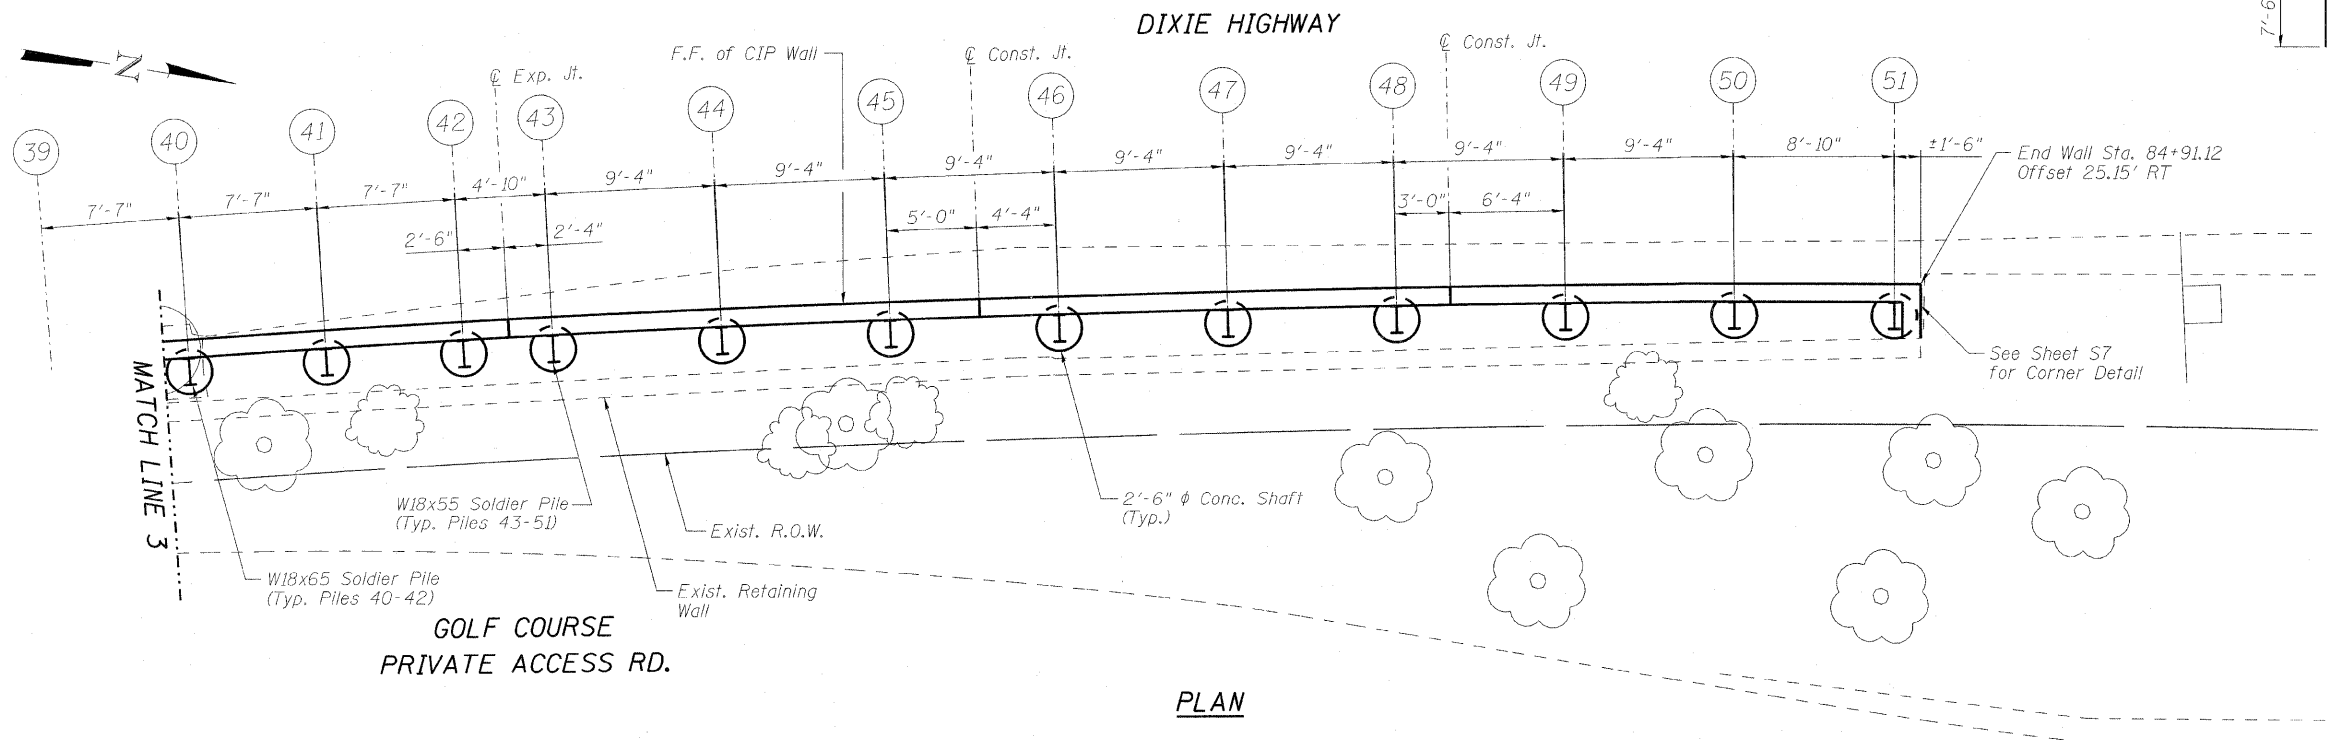 DIXIE HIGHWAY
7'-6
N
℄ Exp. Jt.
F.F. of CIP Wall
℄ Const. Jt.
℄ Const. Jt.
39
40
41
42
43
44
45
46
47
48
49
50
51
7'-7"
7'-7"
7'-7"
4'-10"
9'-4"
9'-4"
9'-4"
9'-4"
9'-4"
9'-4"
9'-4"
8'-10"
±1'-6"
2'-6"
2'-4"
5'-0"
4'-4"
3'-0"
6'-4"
End Wall Sta. 84+91.12
Offset 25.15' RT
See Sheet S7
for Corner Detail
MATCH LINE 3
W18x55 Soldier Pile
(Typ. Piles 43-51)
2'-6" φ Conc. Shaft
(Typ.)
Exist. R.O.W.
W18x65 Soldier Pile
(Typ. Piles 40-42)
Exist. Retaining
Wall
GOLF COURSE
PRIVATE ACCESS RD.
PLAN